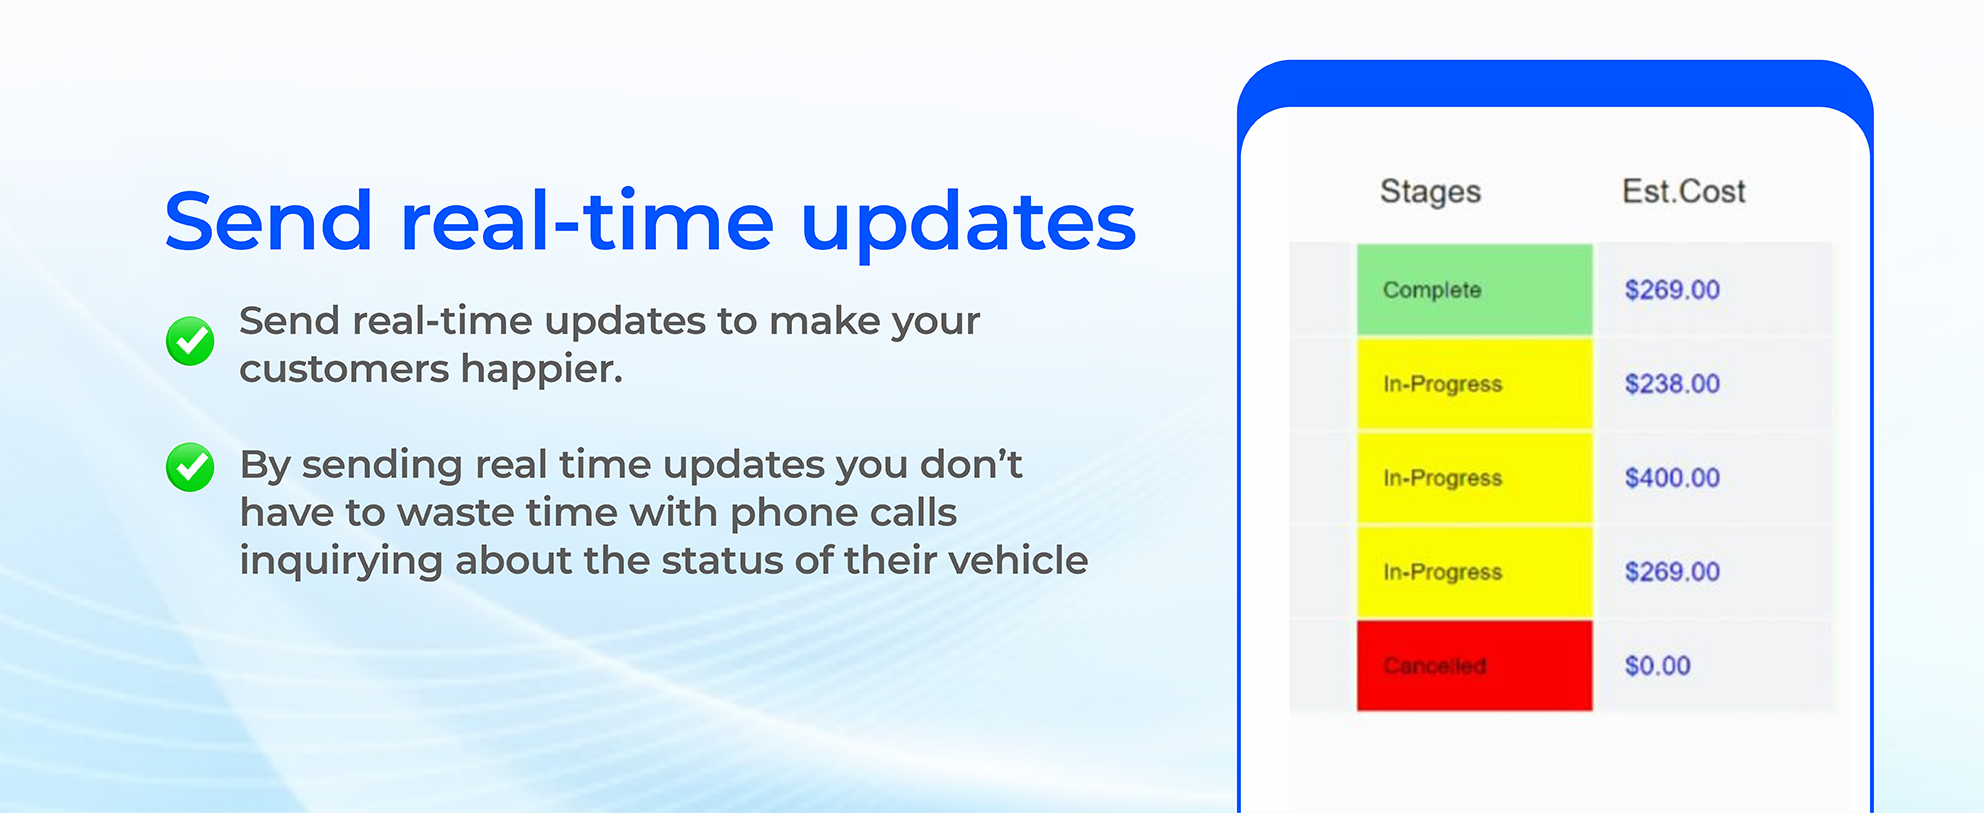 Send real-time updates
Send real-time updates to make your
customers happier.
By sending real time updates you don’t
have to waste time with phone calls
inquirying about the status of their vehicle
Stages Est.Cost
Complete $269.00
In-Progress $238.00
In-Progress $400.00
In-Progress $269.00
Cancelled $0.00